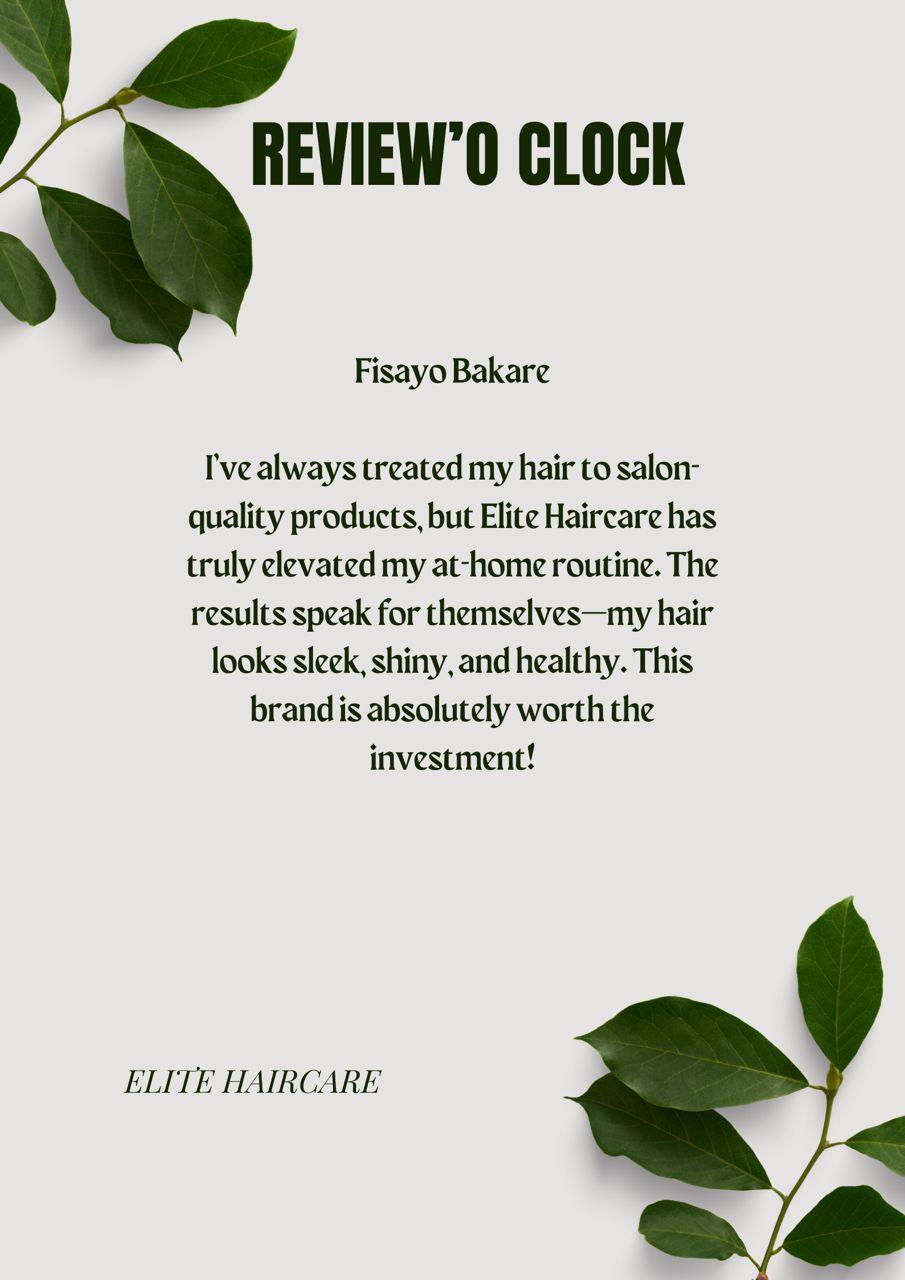 REVIEW’O CLOCK
Fisayo Bakare
I’ve always treated my hair to salon-
quality products, but Elite Haircare has
truly elevated my at-home routine. The
results speak for themselves—my hair
looks sleek, shiny, and healthy. This
brand is absolutely worth the
investment!
ELITE HAIRCARE